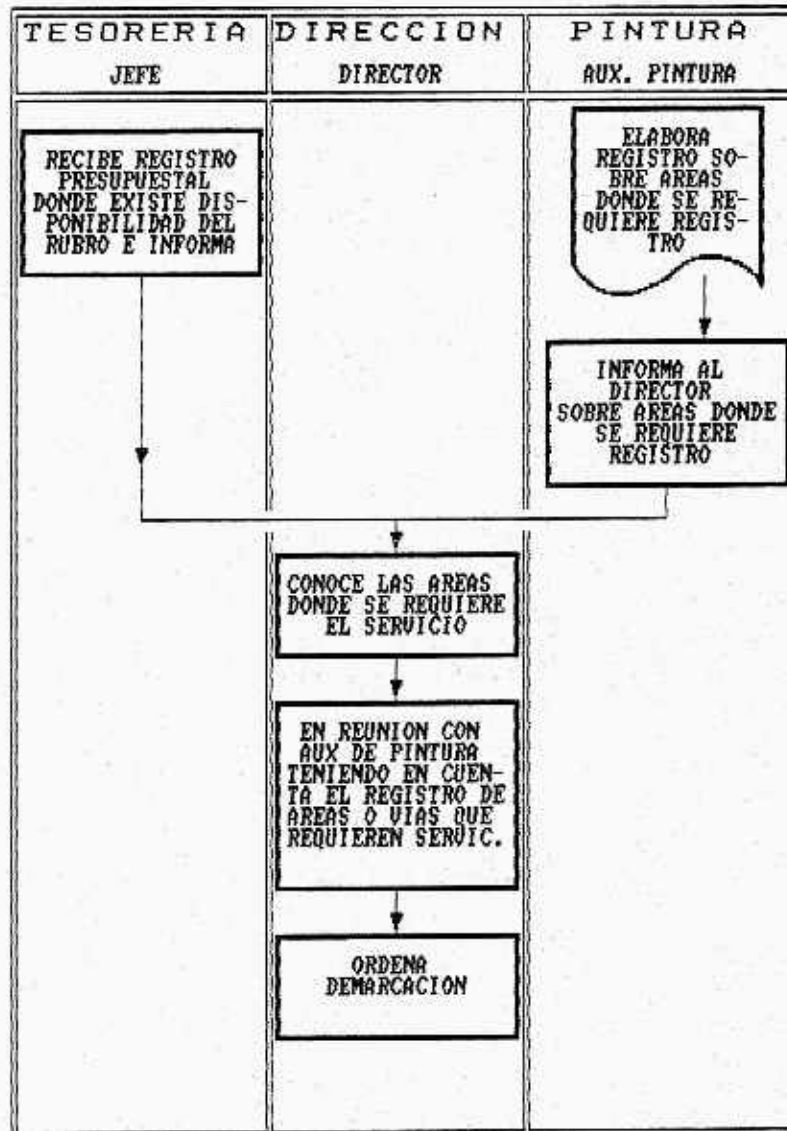 TESORERIA
JEFE
DIRECCION
DIRECTOR
PINTURA
AUX. PINTURA
RECIBE REGISTRO
PRESUPUESTAL
DONDE EXISTE DIS-
PONIBILIDAD DEL
RUBRO E INFORMA
ELABORA
REGISTRO SO-
BRE AREAS
DONDE SE RE-
QUIERE REGIS-
TRO
INFORMA AL
DIRECTOR
SOBRE AREAS DONDE
SE REQUIERE
REGISTRO
CONOCE LAS AREAS
DONDE SE REQUIERE
EL SERVICIO
EN REUNION CON
AUX DE PINTURA
TENIENDO EN CUEN-
TA EL REGISTRO DE
AREAS O VIAS QUE
REQUIEREN SERVIC.
ORDENA
DEMARCACION